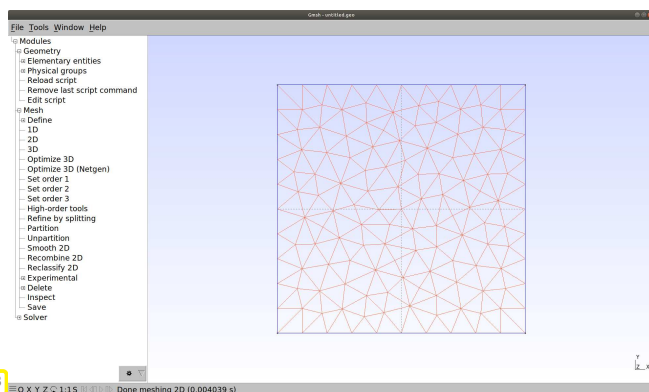 Gmsh - untitled.geo
File Tools Window Help
Modules
Geometry
Elementary entities
Physical groups
Reload script
Remove last script command
Edit script
Mesh
Define
1D
2D
3D
Optimize 3D
Optimize 3D (Netgen)
Set order 1
Set order 2
Set order 3
High-order tools
Refine by splitting
Partition
Unpartition
Smooth 2D
Recombine 2D
Reclassify 2D
Experimental
Delete
Inspect
Save
Solver
Y
Z X
O X Y Z 1:1 S Done meshing 2D (0.004039 s)